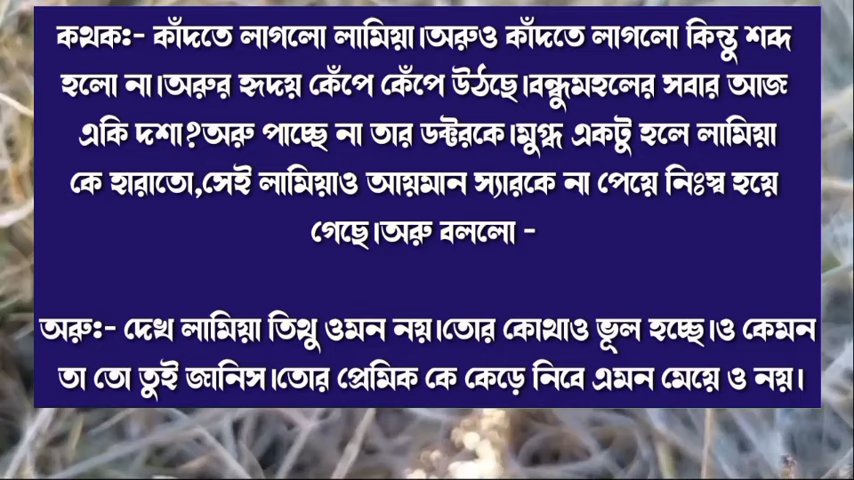 কথকঃ- কাঁদতে লাগলো লামিয়া।অরুও কাঁদতে লাগলো কিন্তু শব্দ
হলো না।অরুর হৃদয় কেঁপে কেঁপে উঠছে।বন্ধুমহলের সবার আজ
একি দশা?অরু পাচ্ছে না তার ডক্টরকে।মুগ্ধ একটু হলে লামিয়া
কে হারাতো,সেই লামিয়াও আয়মান স্যারকে না পেয়ে নিঃস্ব হয়ে
গেছে।অরু বললো -
অরুঃ- দেখ লামিয়া তিথু ওমন নয়।তোর কোথাও ভূল হচ্ছে।ও কেমন
তা তো তুই জানিস।তোর প্রেমিক কে কেড়ে নিবে এমন মেয়ে ও নয়।